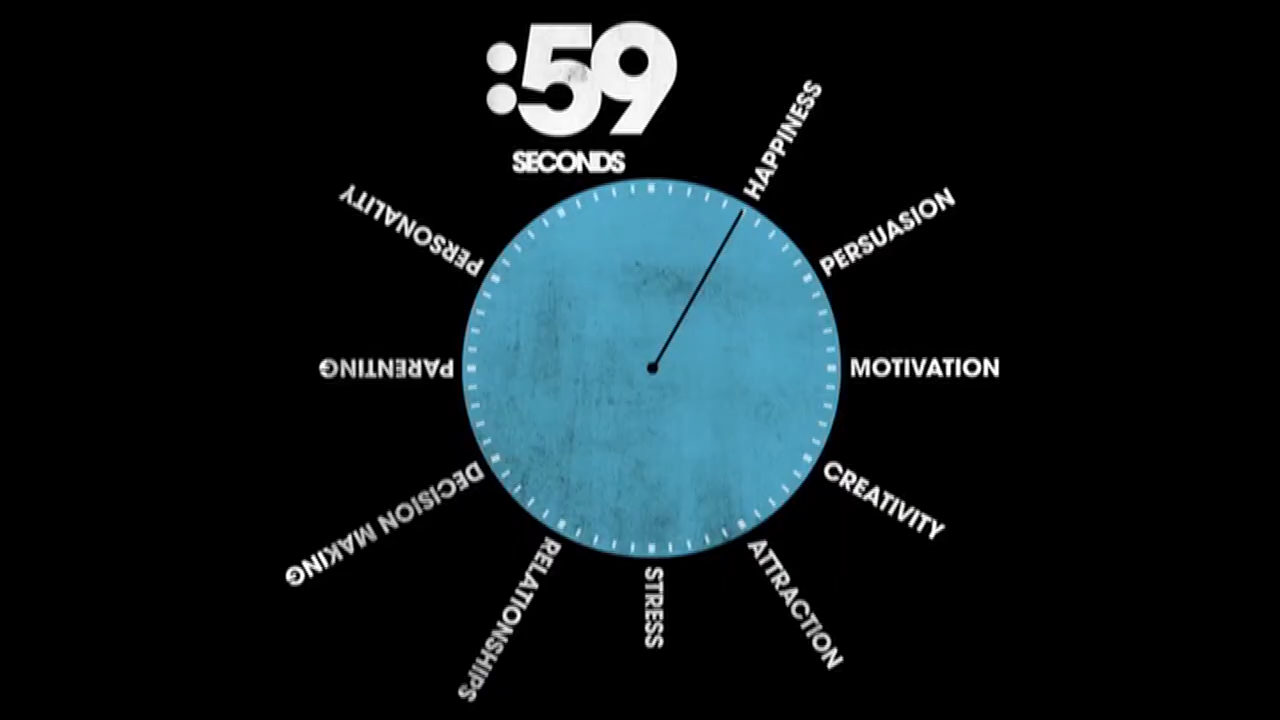 :59
SECONDS
HAPPINESS
PERSUASION
MOTIVATION
CREATIVITY
ATTRACTION
STRESS
RELATIONSHIPS
DECISION MAKING
PARENTING
PERSONALITY